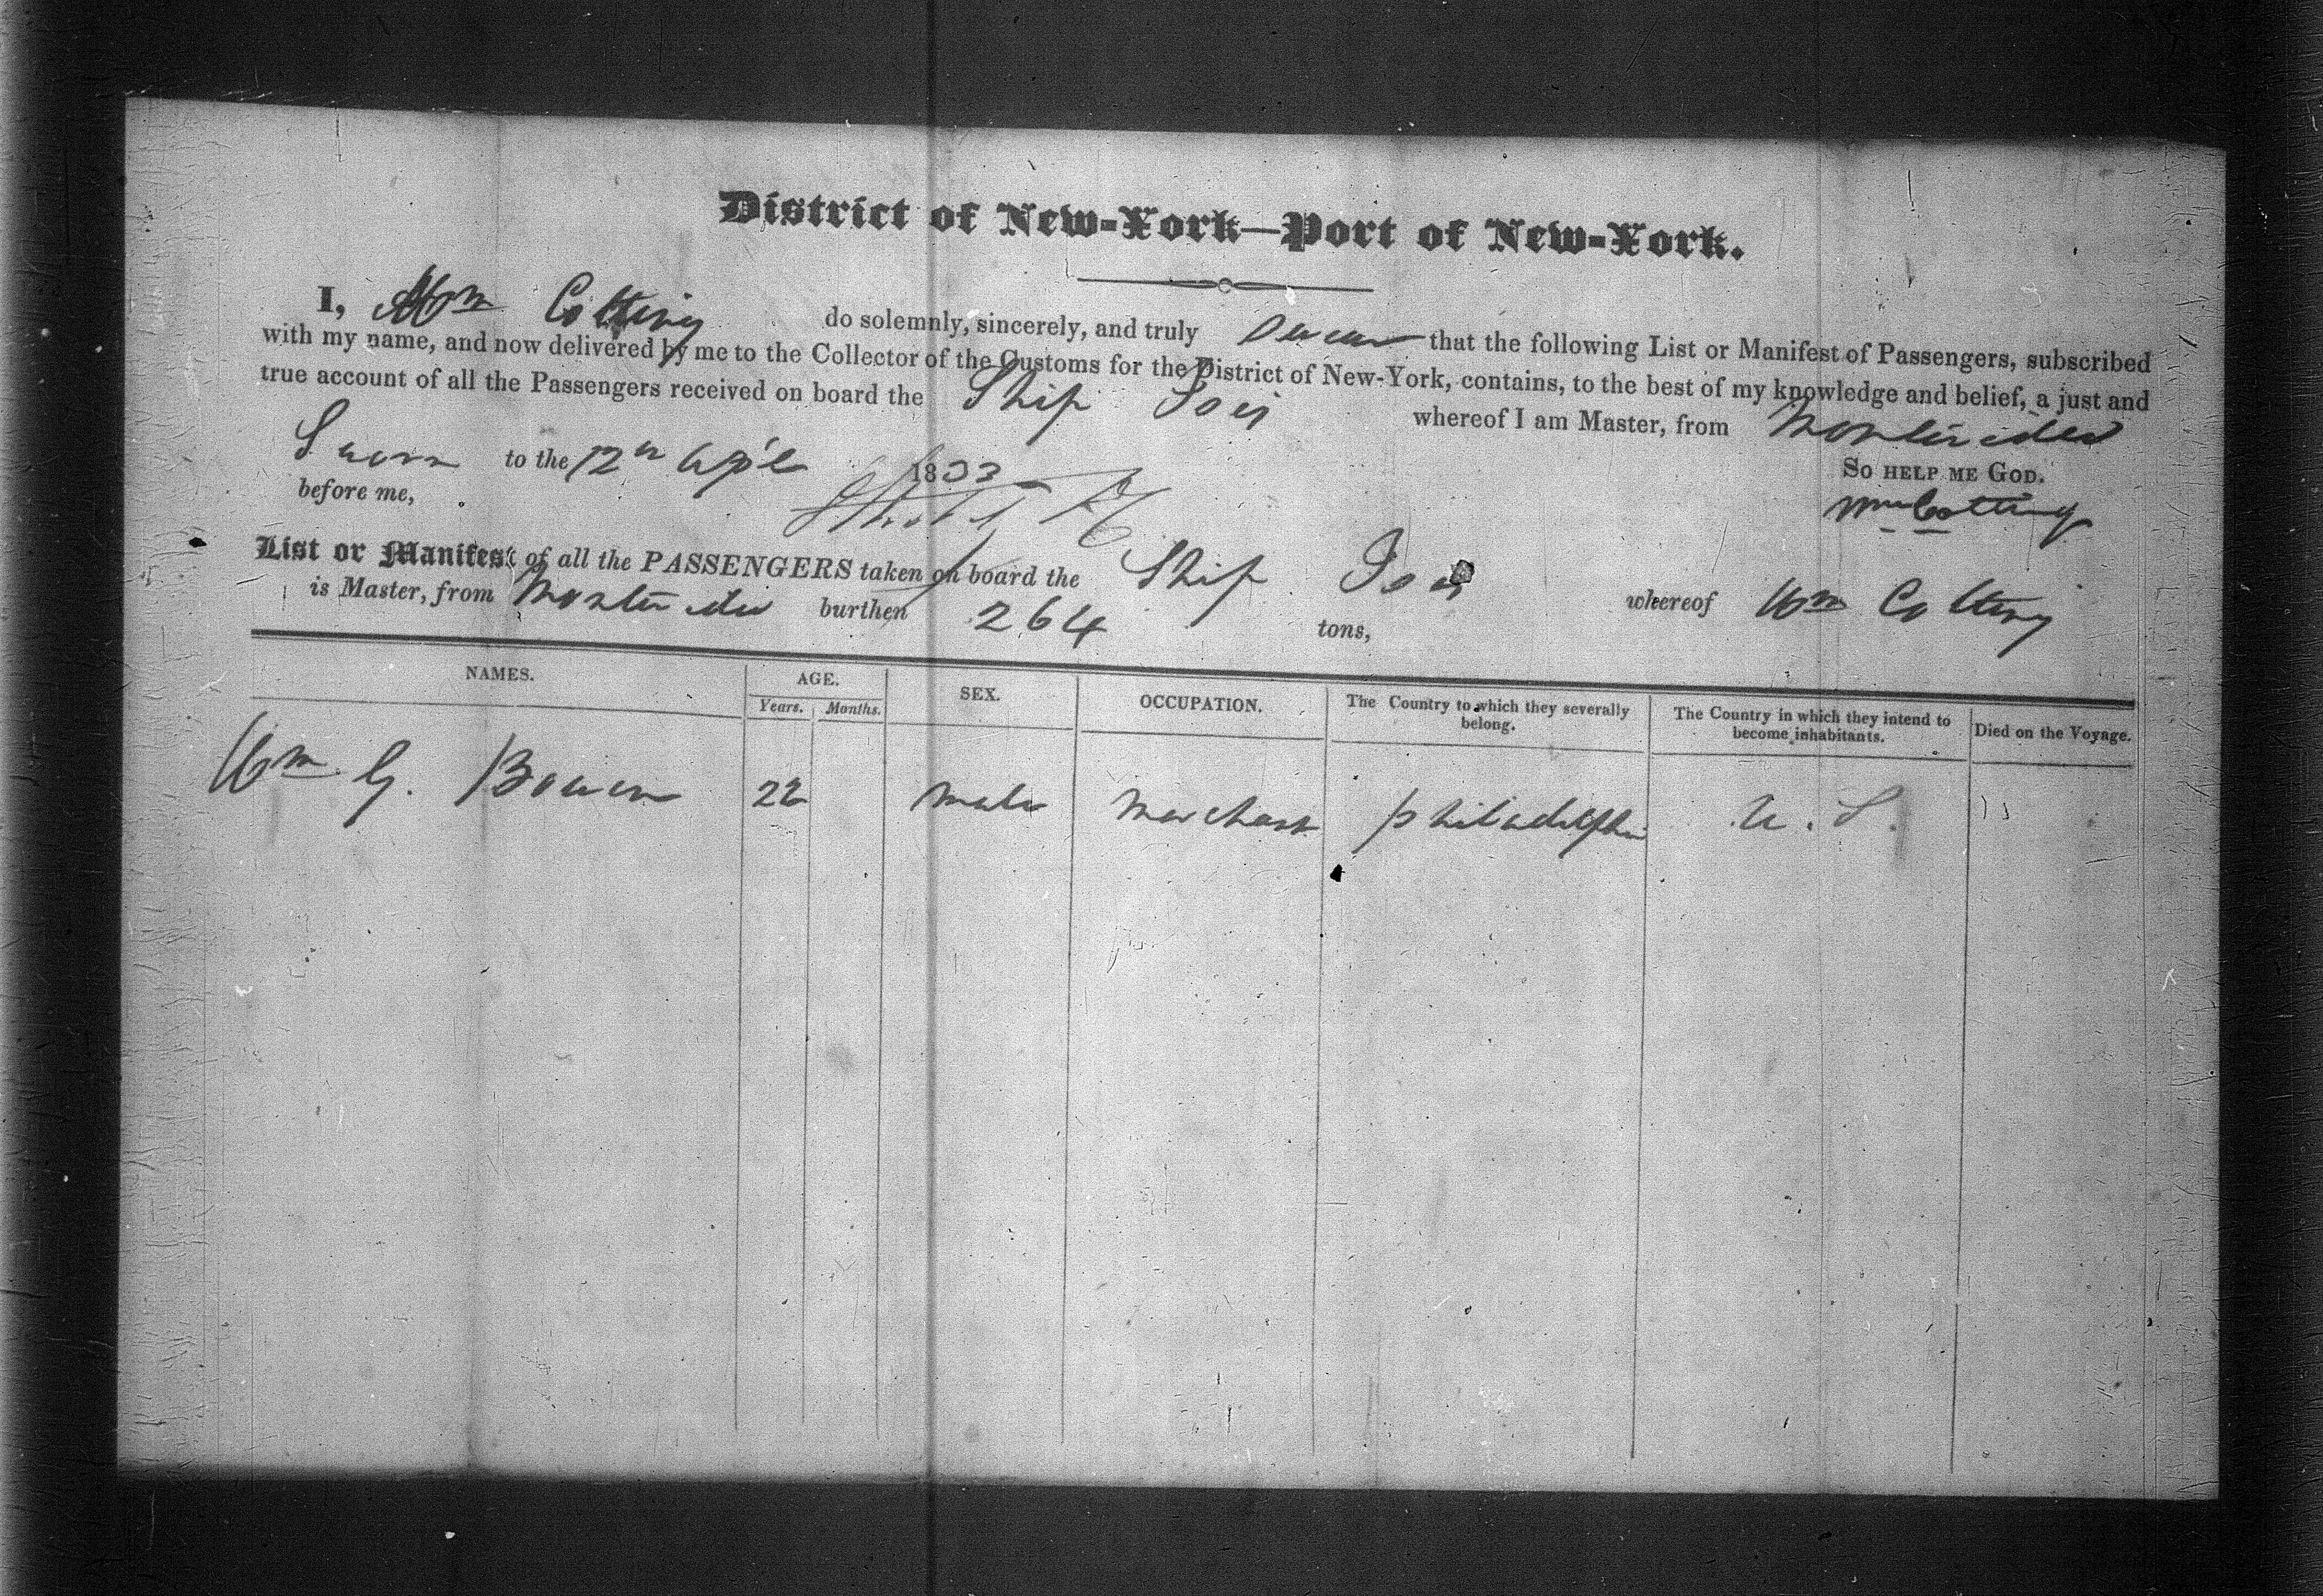 District of New-York—Port of New-York.
I, Wm Cotting do solemnly, sincerely, and truly that the following List or Manifest of Passengers, subscribed
with my name, and now delivered by me to the Collector of the Customs for the District of New-York, contains, to the best of my knowledge and belief, a just and
true account of all the Passengers received on board the Ship whereof I am Master, from Montevideo
Sworn to the 12th Apl 1833 So HELP ME GOD.
before me, Wm Cotting
List or Manifest of all the PASSENGERS taken on board the Ship whereof Wm Cotting
is Master, from Montevideo burthen 264 tons,
NAMES. AGE. SEX. OCCUPATION. The Country to which they severally belong. The Country in which they intend to become inhabitants. Died on the Voyage.
Years. Months.
Wm G. Bowen 22 male Merchant philadelphia U. S.